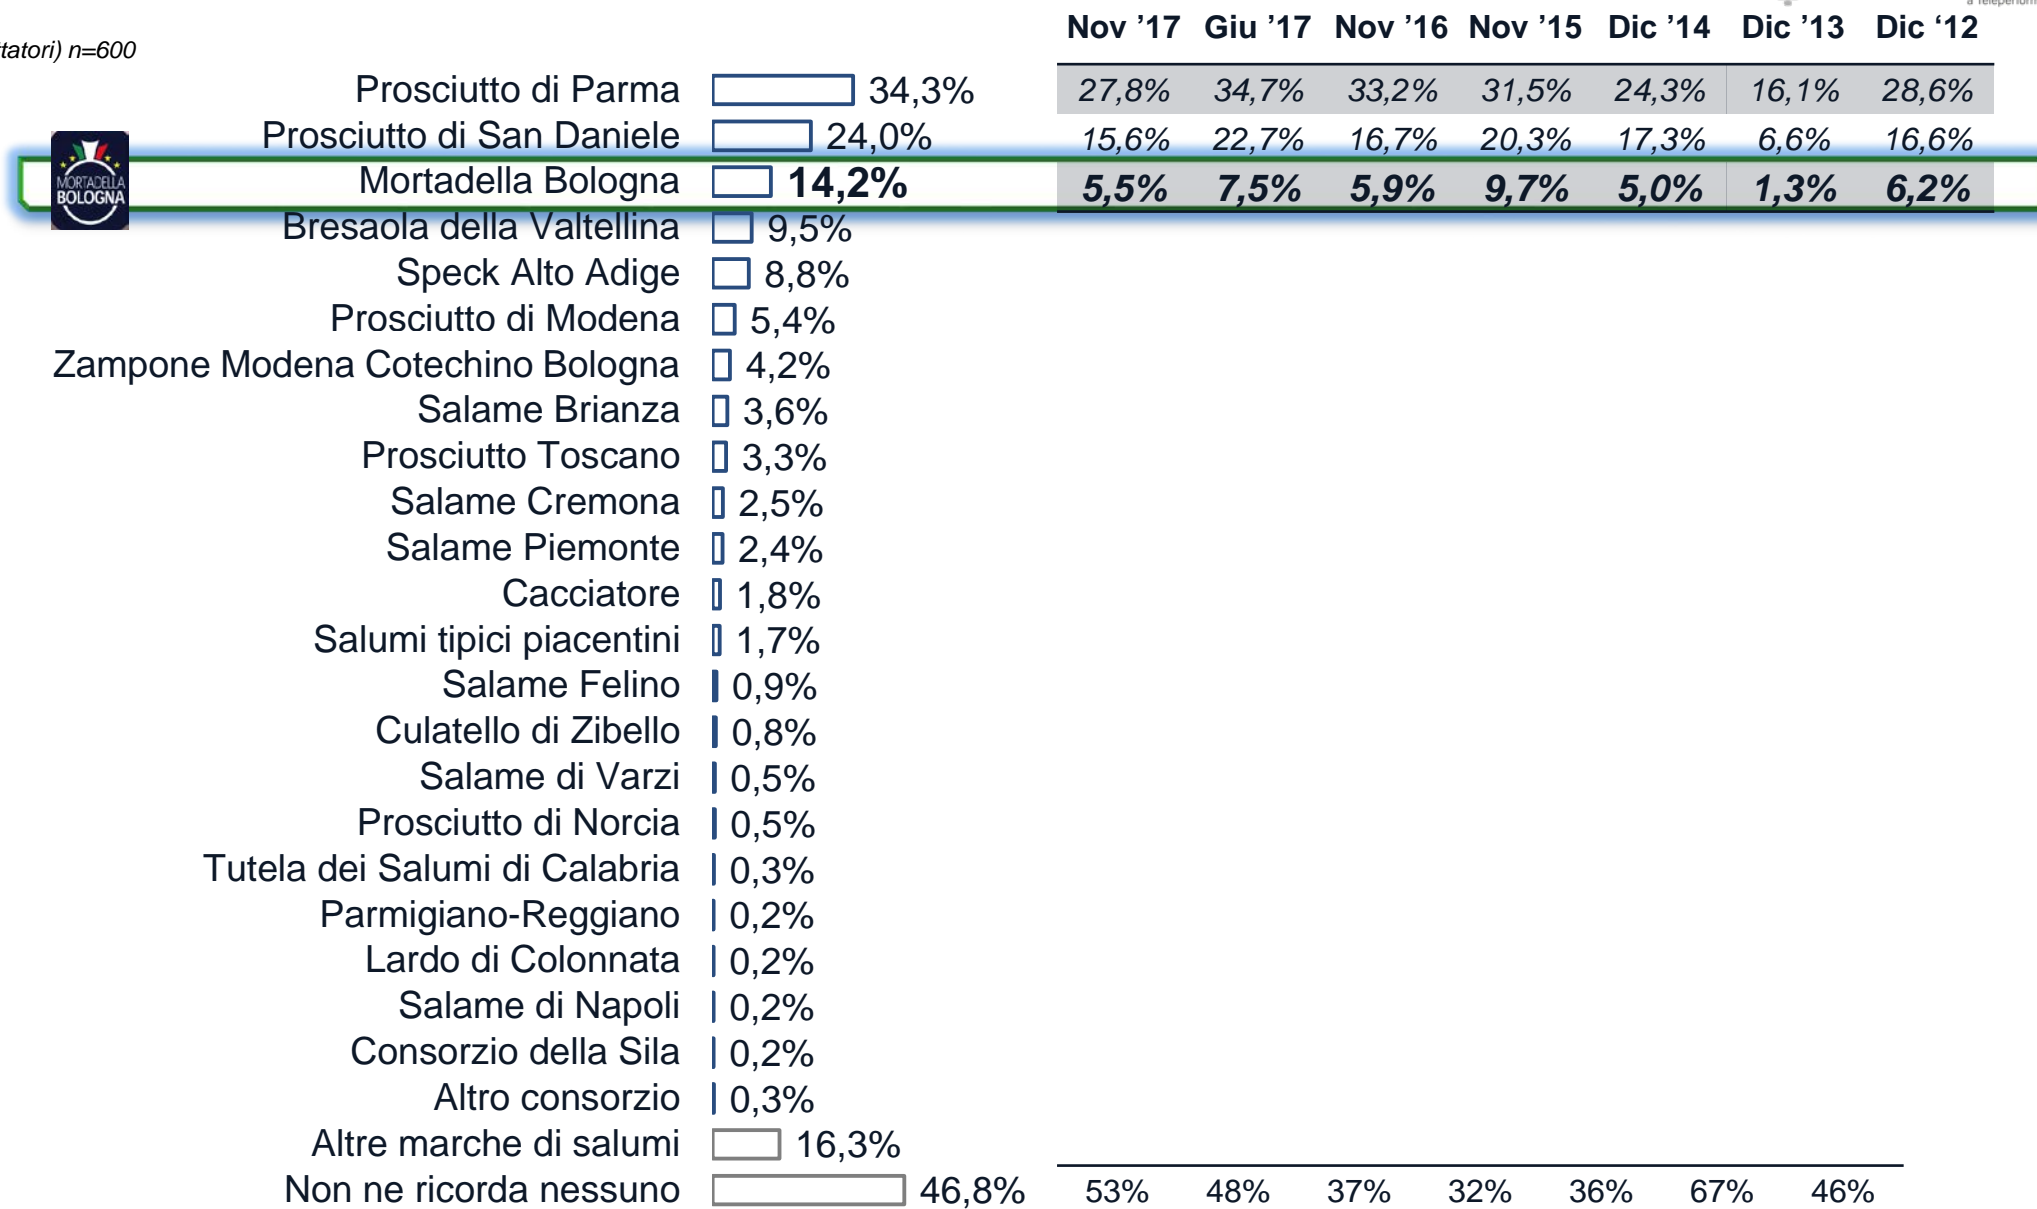 a Teleperform
Nov ’17 Giu ’17 Nov ’16 Nov ’15 Dic ’14 Dic ’13 Dic ‘12
tatori) n=600
Prosciutto di Parma 34,3% 27,8% 34,7% 33,2% 31,5% 24,3% 16,1% 28,6%
Prosciutto di San Daniele 24,0% 15,6% 22,7% 16,7% 20,3% 17,3% 6,6% 16,6%
MORTADELLA
BOLOGNA
Mortadella Bologna 14,2% 5,5% 7,5% 5,9% 9,7% 5,0% 1,3% 6,2%
Bresaola della Valtellina 9,5%
Speck Alto Adige 8,8%
Prosciutto di Modena 5,4%
Zampone Modena Cotechino Bologna 4,2%
Salame Brianza 3,6%
Prosciutto Toscano 3,3%
Salame Cremona 2,5%
Salame Piemonte 2,4%
Cacciatore 1,8%
Salumi tipici piacentini 1,7%
Salame Felino 0,9%
Culatello di Zibello 0,8%
Salame di Varzi 0,5%
Prosciutto di Norcia 0,5%
Tutela dei Salumi di Calabria 0,3%
Parmigiano-Reggiano 0,2%
Lardo di Colonnata 0,2%
Salame di Napoli 0,2%
Consorzio della Sila 0,2%
Altro consorzio 0,3%
Altre marche di salumi 16,3%
Non ne ricorda nessuno 46,8% 53% 48% 37% 32% 36% 67% 46%